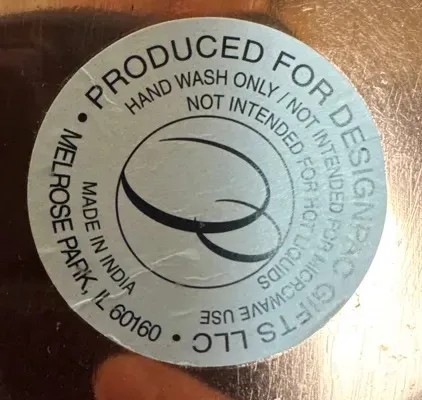 • PRODUCED FOR DESIGNPAC GIFTS LLC •
MELROSE PARK, IL 60160
HAND WASH ONLY / NOT INTENDED FOR MICROWAVE USE
NOT INTENDED FOR HOT LIQUIDS
MADE IN INDIA